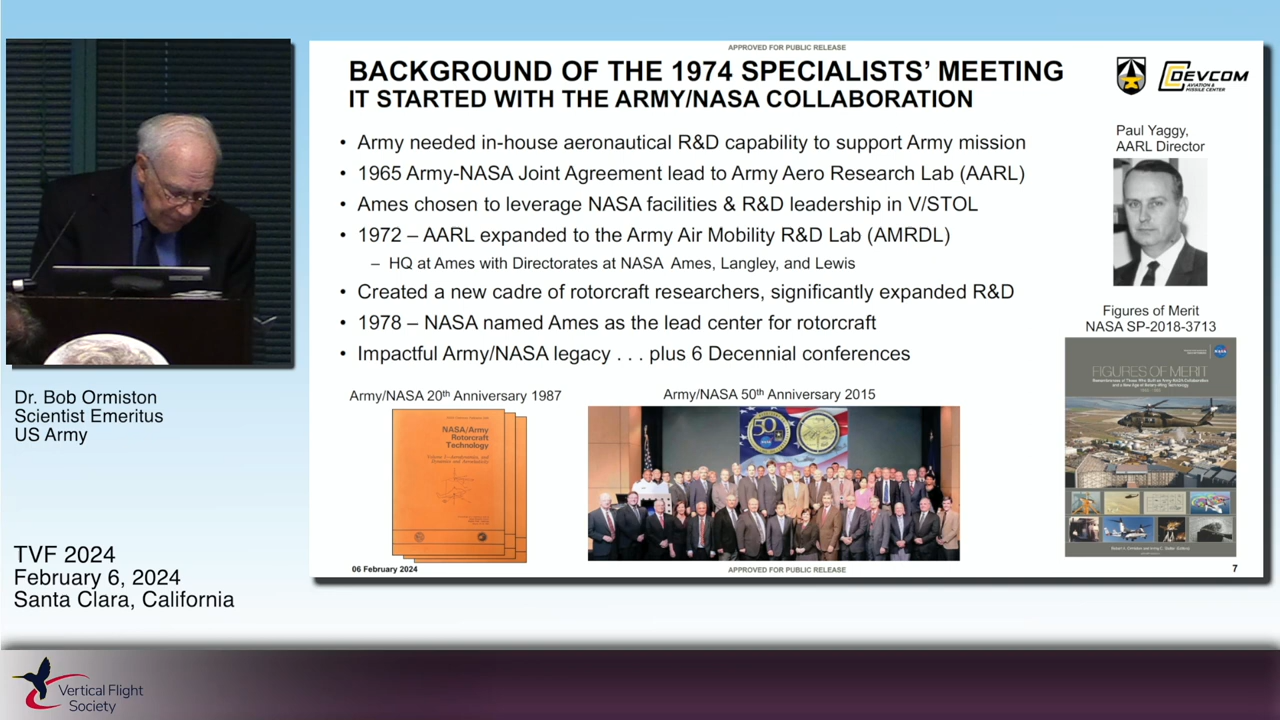 APPROVED FOR PUBLIC RELEASE
BACKGROUND OF THE 1974 SPECIALISTS' MEETING
IT STARTED WITH THE ARMY/NASA COLLABORATION
DEVCOM
AVIATION &
MISSILE CENTER
• Army needed in-house aeronautical R&D capability to support Army mission
• 1965 Army-NASA Joint Agreement lead to Army Aero Research Lab (AARL)
• Ames chosen to leverage NASA facilities & R&D leadership in V/STOL
• 1972 – AARL expanded to the Army Air Mobility R&D Lab (AMRDL)
– HQ at Ames with Directorates at NASA Ames, Langley, and Lewis
• Created a new cadre of rotorcraft researchers, significantly expanded R&D
• 1978 – NASA named Ames as the lead center for rotorcraft
• Impactful Army/NASA legacy . . . plus 6 Decennial conferences
Paul Yaggy,
AARL Director
Figures of Merit
NASA SP-2018-3713
NASA
FIGURES OF MERIT
Army/NASA 20th Anniversary 1987
NASA/Army
Rotorcraft
Technology
Army/NASA 50th Anniversary 2015
50
06 February 2024
APPROVED FOR PUBLIC RELEASE
7
Dr. Bob Ormiston
Scientist Emeritus
US Army
TVF 2024
February 6, 2024
Santa Clara, California
Vertical Flight
Society